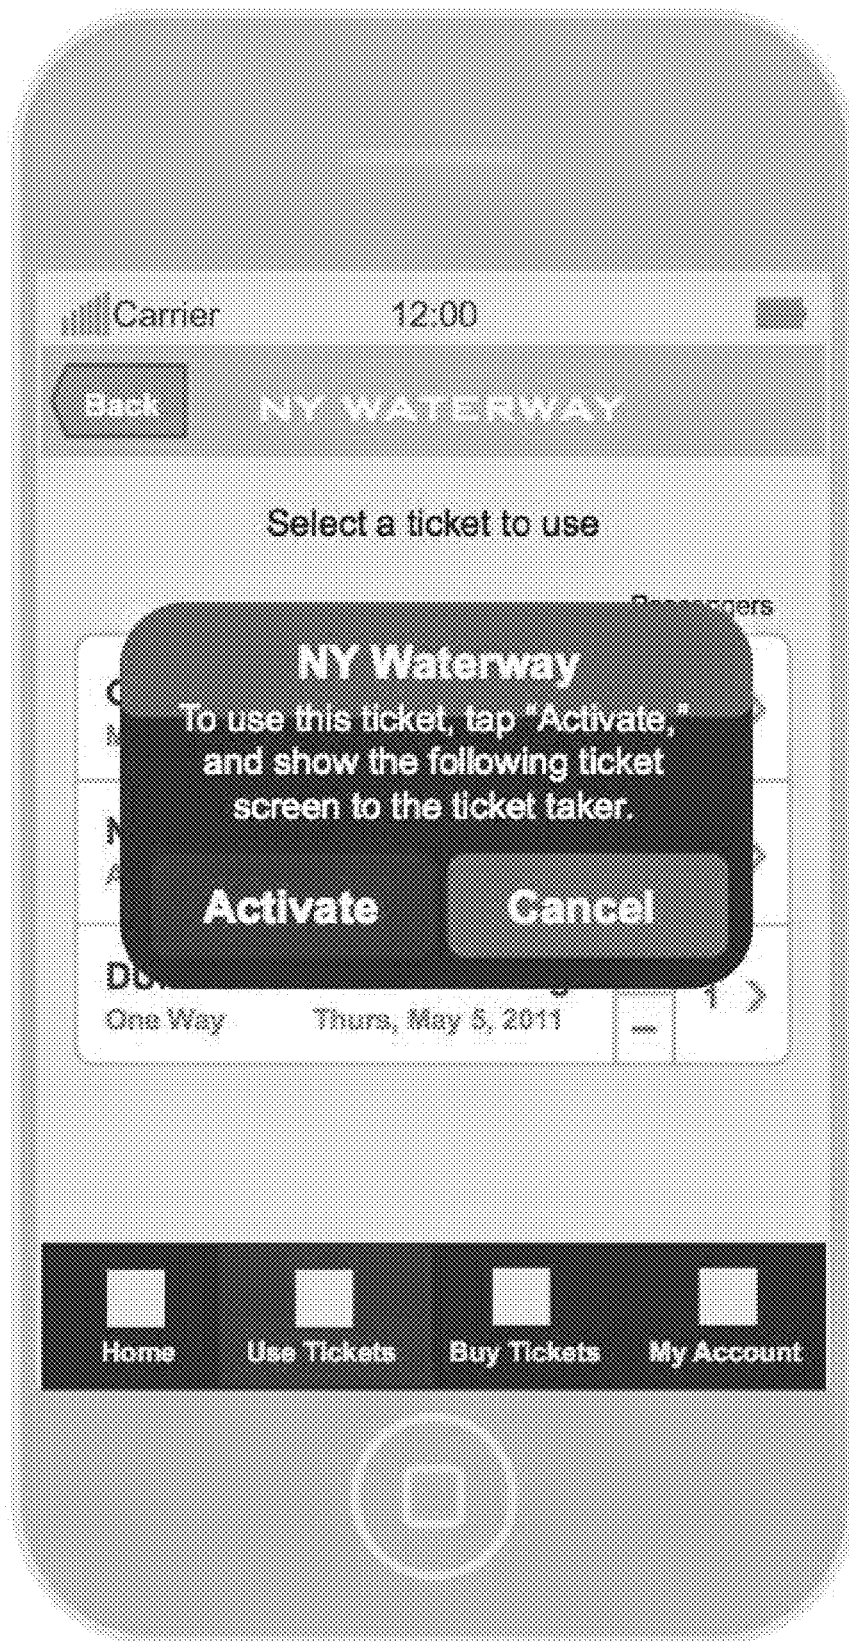 Carrier 12:00
Back NY WATERWAY
Select a ticket to use
NY Waterway
To use this ticket, tap "Activate,"
and show the following ticket
screen to the ticket taker.
Activate Cancel
1
One Way Thurs, May 5, 2011
Home Use Tickets Buy Tickets My Account